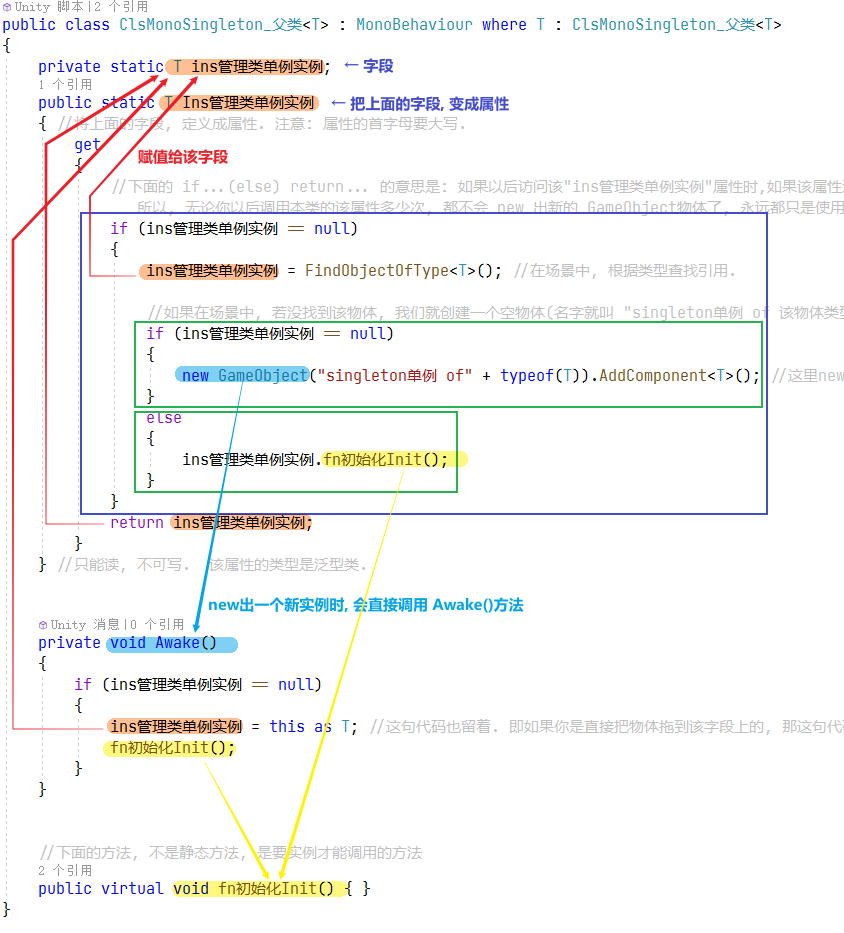 Unity 脚本|2 个引用
public class ClsMonoSingleton_父类<T> : MonoBehaviour where T : ClsMonoSingleton_父类<T>
{
private static T ins管理类单例实例; ←字段
1 个引用
public static T Ins管理类单例实例 ←把上面的字段, 变成属性
{ //将上面的字段, 定义成属性. 注意: 属性的首字母要大写.
get
赋值给该字段
{
//下面的 if...(else) return... 的意思是: 如果以后访问该"ins管理类单例实例"属性时,如果该属性
所以, 无论你以后调用本类的该属性多少次, 都不会 new 出新的 GameObject物体了, 永远都只是使用
if (ins管理类单例实例 == null)
{
ins管理类单例实例 = FindObjectOfType<T>(); //在场景中, 根据类型查找引用.
//如果在场景中, 若没找到该物体, 我们就创建一个空物体(名字就叫 "singleton单例 of 该物体类型
if (ins管理类单例实例 == null)
{
new GameObject("singleton单例 of" + typeof(T)).AddComponent<T>(); //这里new
}
else
{
ins管理类单例实例.fn初始化Init();
}
}
return ins管理类单例实例;
}
} //只能读, 不可写. 该属性的类型是泛型类.
new出一个新实例时, 会直接调用 Awake()方法
Unity 消息|0 个引用
private void Awake()
{
if (ins管理类单例实例 == null)
{
ins管理类单例实例 = this as T; //这句代码也留着. 即如果你是直接把物体拖到该字段上的, 那这句代码
fn初始化Init();
}
}
//下面的方法, 不是静态方法, 是要实例才能调用的方法
2 个引用
public virtual void fn初始化Init() { }
}